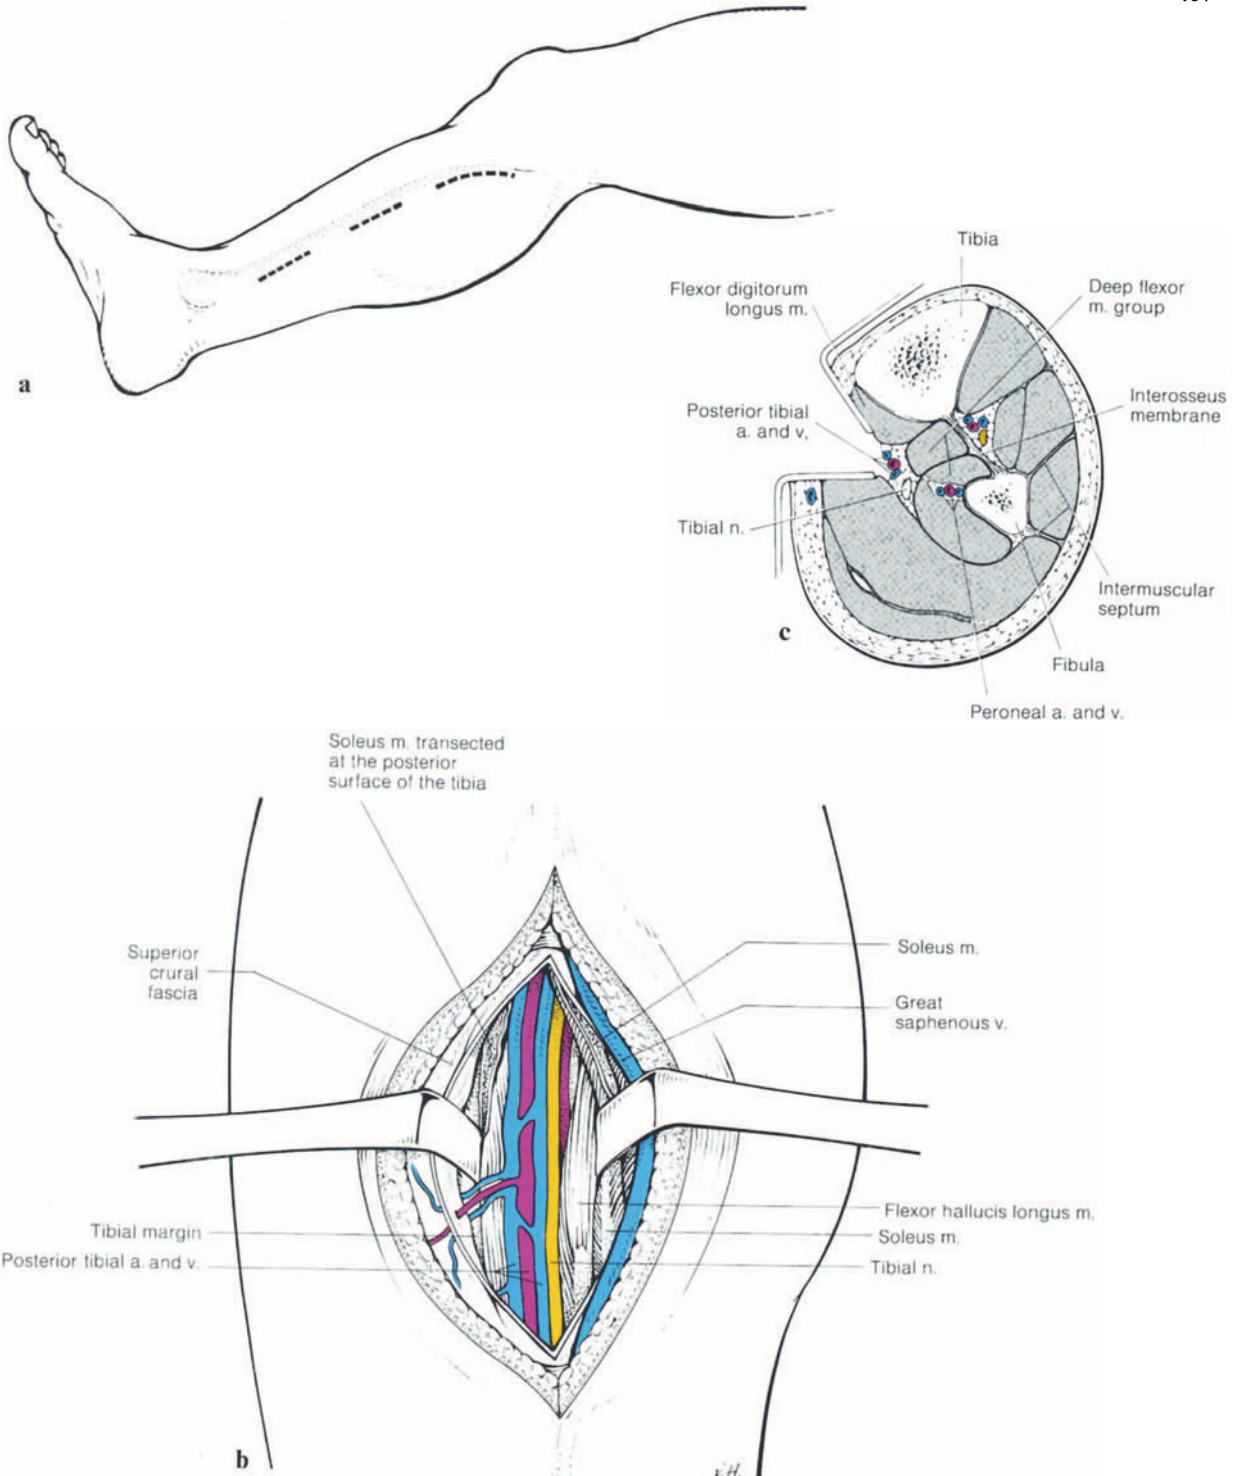 a
Tibia
Flexor digitorum
longus m.
Deep flexor
m. group
Posterior tibial
a. and v,
Interosseus
membrane
Tibial n.
Intermuscular
septum
c
Fibula
Peroneal a. and v.
Soleus m. transected
at the posterior
surface of the tibia
Superior
crural
fascia
Soleus m.
Great
saphenous v.
Flexor hallucis longus m.
Tibial margin
Soleus m.
Posterior tibial a. and v.
Tibial n.
b